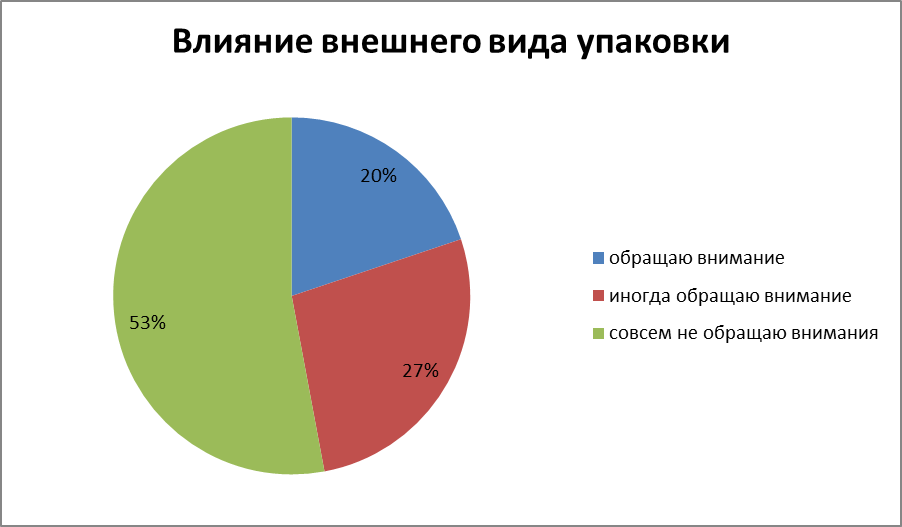 Влияние внешнего вида упаковки
20%
27%
53%
обращаю внимание
иногда обращаю внимание
совсем не обращаю внимания